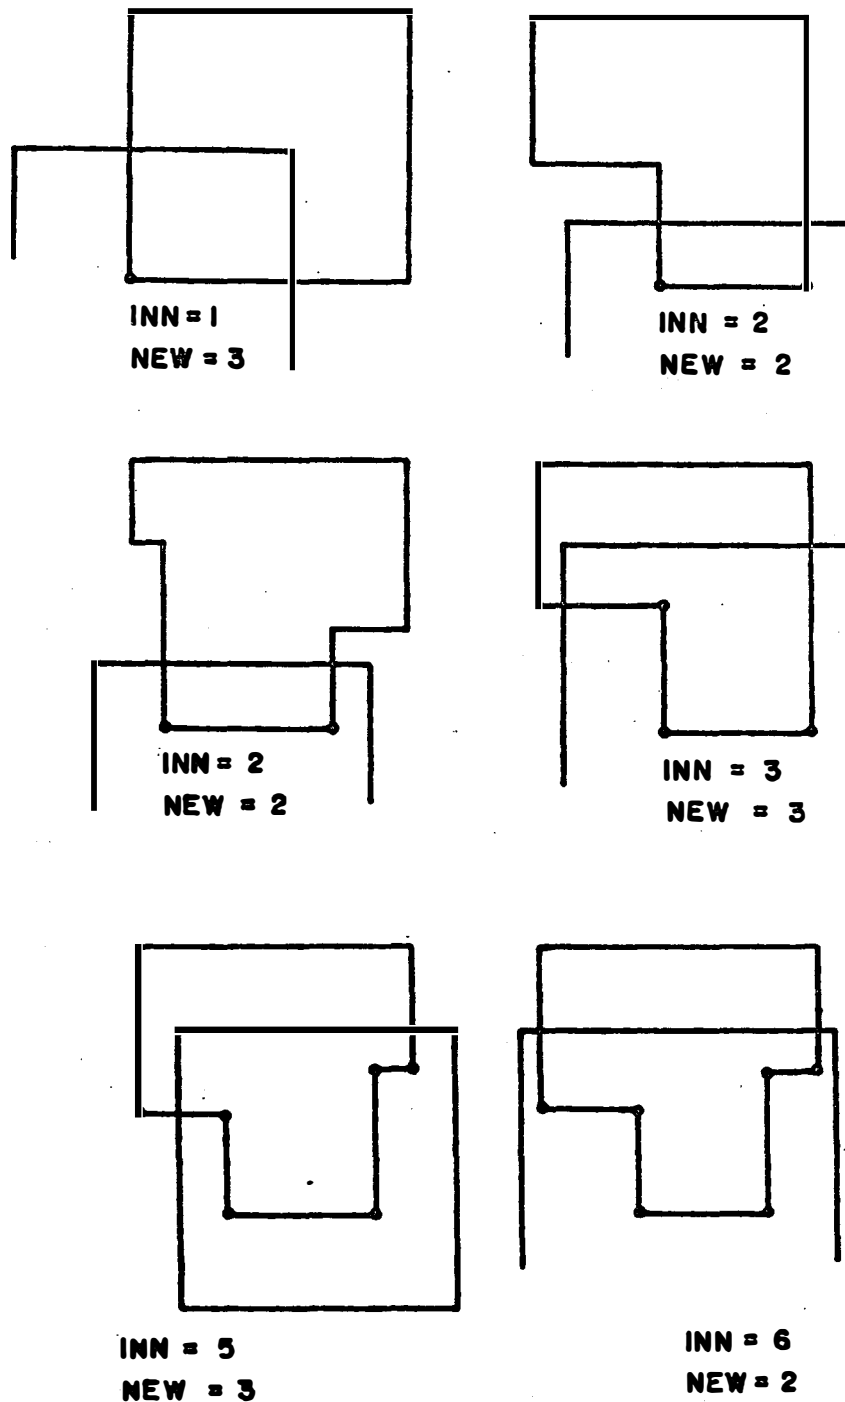 INN = 1
NEW = 3
INN = 2
NEW = 2
INN = 2
NEW = 2
INN = 3
NEW = 3
INN = 5
NEW = 3
INN = 6
NEW = 2